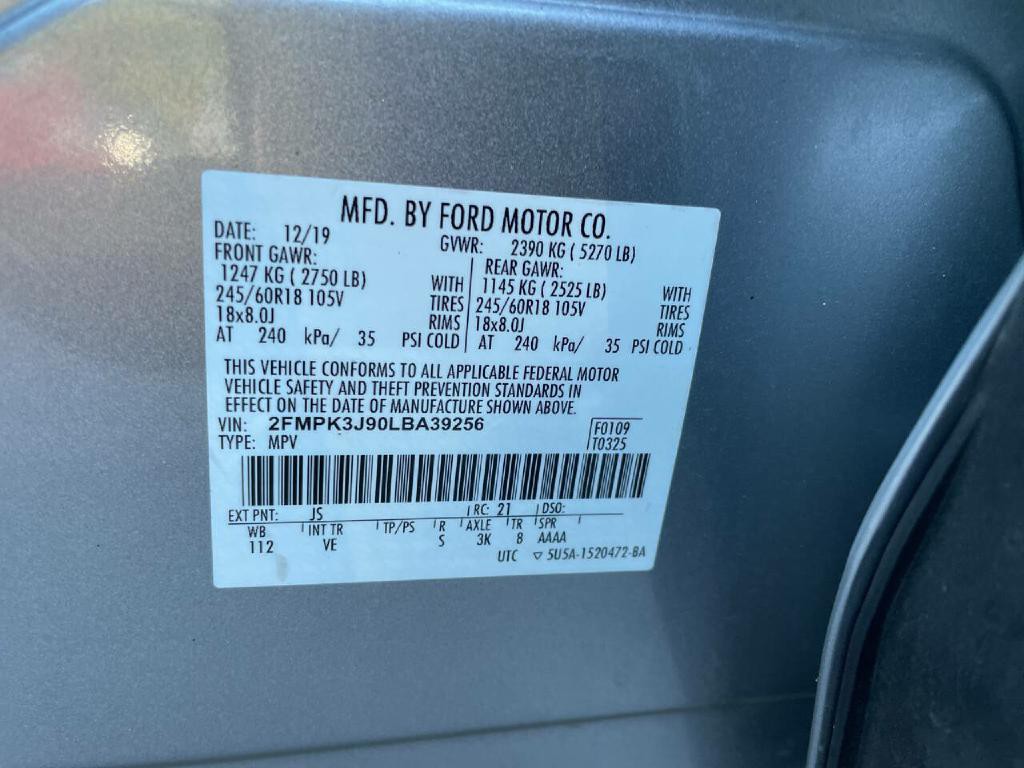 MFD. BY FORD MOTOR CO.
DATE: 12/19 GVWR: 2390 KG ( 5270 LB)
FRONT GAWR: REAR GAWR:
1247 KG ( 2750 LB) WITH 1145 KG ( 2525 LB) WITH
245/60R18 105V TIRES 245/60R18 105V TIRES
18x8.0J RIMS 18x8.0J RIMS
AT 240 kPa/ 35 PSI COLD AT 240 kPa/ 35 PSI COLD
THIS VEHICLE CONFORMS TO ALL APPLICABLE FEDERAL MOTOR
VEHICLE SAFETY AND THEFT PREVENTION STANDARDS IN
EFFECT ON THE DATE OF MANUFACTURE SHOWN ABOVE.
VIN: 2FMPK3J90LBA39256 F0109
TYPE: MPV T0325
EXT PNT: JS RC: 21 DSO:
WB INT TR TP/PS R AXLE TR SPR
112 VE S 3K 8 AAAA
UTC ▽ 5U5A-1520472-BA